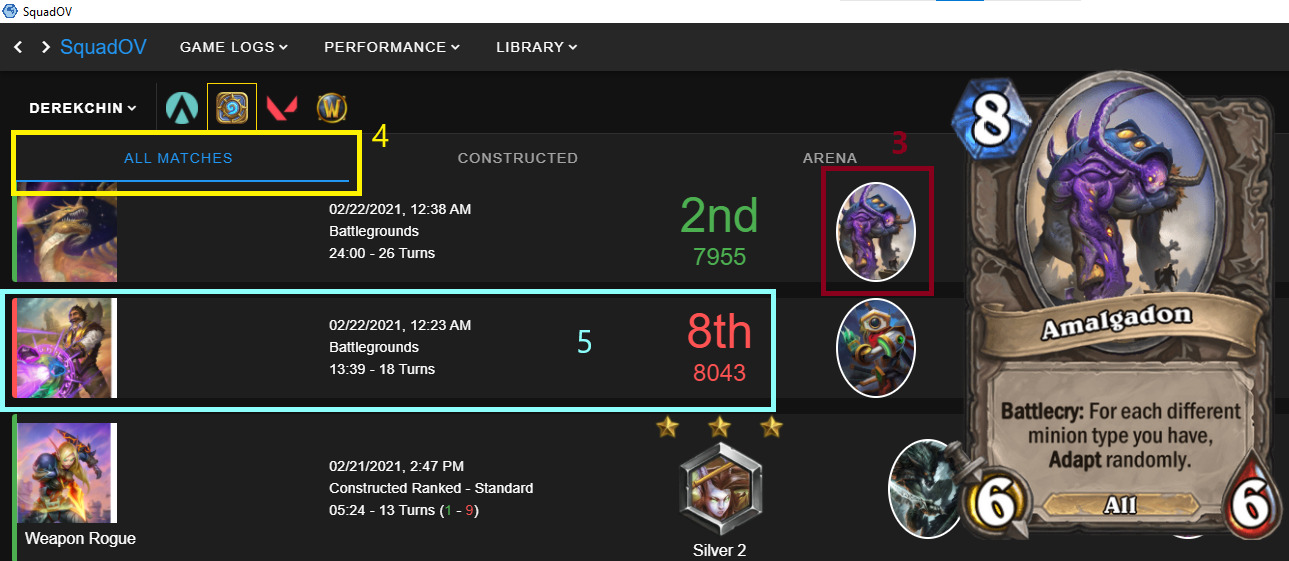 SquadOV
SquadOV GAME LOGS PERFORMANCE LIBRARY
DEREKCHIN
W
4
ALL MATCHES CONSTRUCTED ARENA
3
02/22/2021, 12:38 AM
Battlegrounds
24:00 - 26 Turns
2nd
7955
02/22/2021, 12:23 AM
Battlegrounds
13:39 - 18 Turns
5
8th
8043
02/21/2021, 2:47 PM
Constructed Ranked - Standard
05:24 - 13 Turns (1 - 9)
Weapon Rogue
Silver 2
8
Amalgadon
Battlecry: For each different
minion type you have,
Adapt randomly.
6
All
6